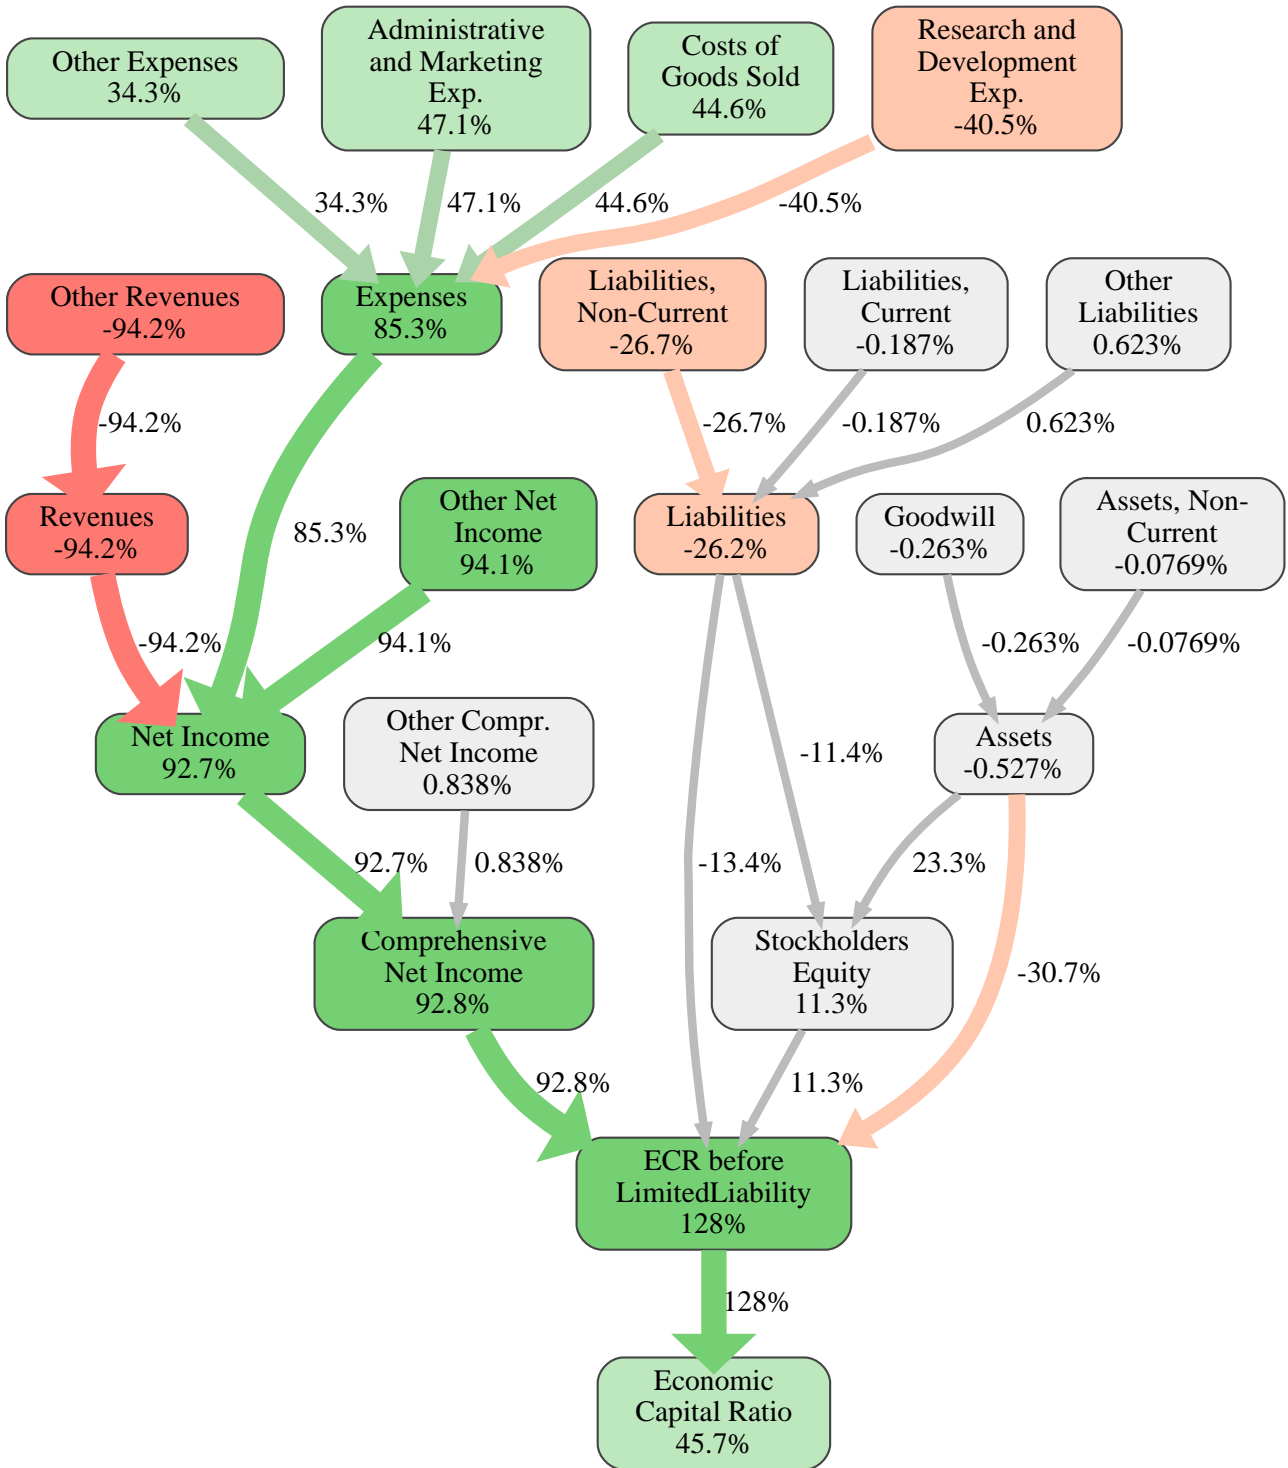 Other Expenses
34.3%
Administrative
and Marketing
Exp.
47.1%
Costs of
Goods Sold
44.6%
Research and
Development
Exp.
-40.5%
34.3%
47.1%
44.6%
-40.5%
Other Revenues
-94.2%
Expenses
85.3%
Liabilities,
Non-Current
-26.7%
Liabilities,
Current
-0.187%
Other
Liabilities
0.623%
-94.2%
-26.7%
-0.187%
0.623%
Revenues
-94.2%
85.3%
Other Net
Income
94.1%
Liabilities
-26.2%
Goodwill
-0.263%
Assets, Non-
Current
-0.0769%
-94.2%
94.1%
-0.263%
-0.0769%
Net Income
92.7%
Other Compr.
Net Income
0.838%
-11.4%
Assets
-0.527%
92.7%
0.838%
-13.4%
23.3%
Comprehensive
Net Income
92.8%
Stockholders
Equity
11.3%
-30.7%
92.8%
11.3%
ECR before
LimitedLiability
128%
128%
Economic
Capital Ratio
45.7%